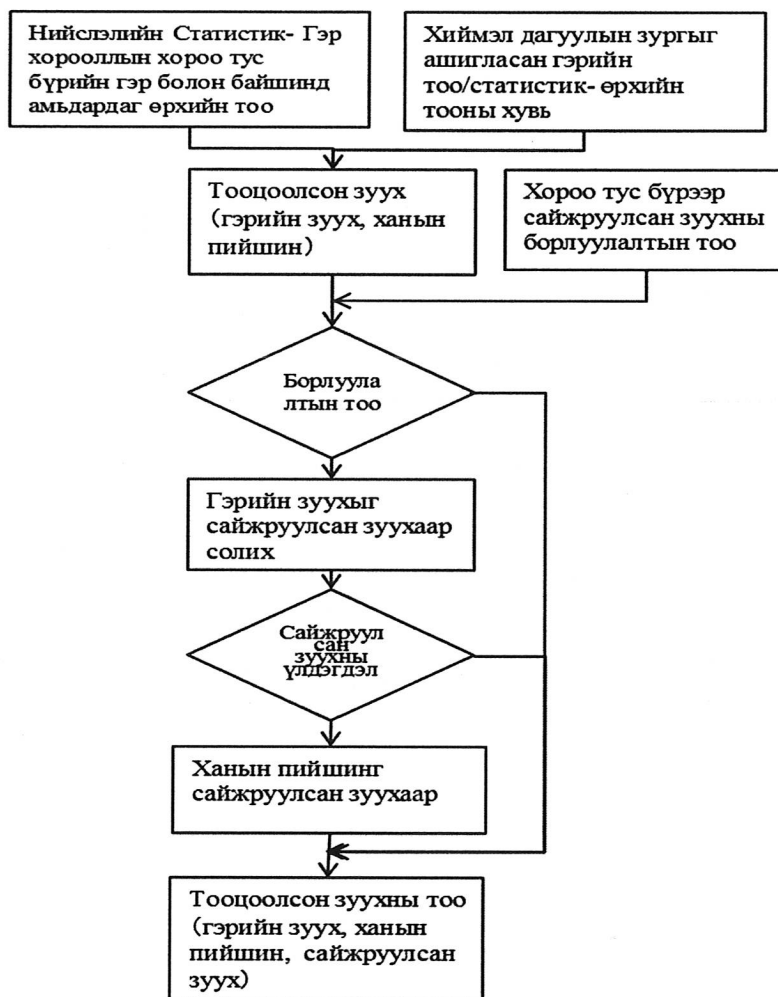 Нийслэлийн Статистик- Гэр
хорооллын хороо тус
бүрийн гэр болон байшинд
амьдардаг өрхийн тоо
Хиймэл дагуулын зургыг
ашигласан гэрийн
тоо/статистик- өрхийн
тооны хувь
Тооцоолсон зуух
(гэрийн зуух, ханын
пийшин)
Хороо тус бүрээр
сайжруулсан зуухны
борлуулалтын тоо
Борлуула
лтын тоо
Гэрийн зуухыг
сайжруулсан зуухаар
солих
Сайжруул
сан
зуухны
үлдэгдэл
Ханын пийшинг
сайжруулсан зуухаар
Тооцоолсон зуухны тоо
(гэрийн зуух, ханын
пийшин, сайжруулсан
зуух)